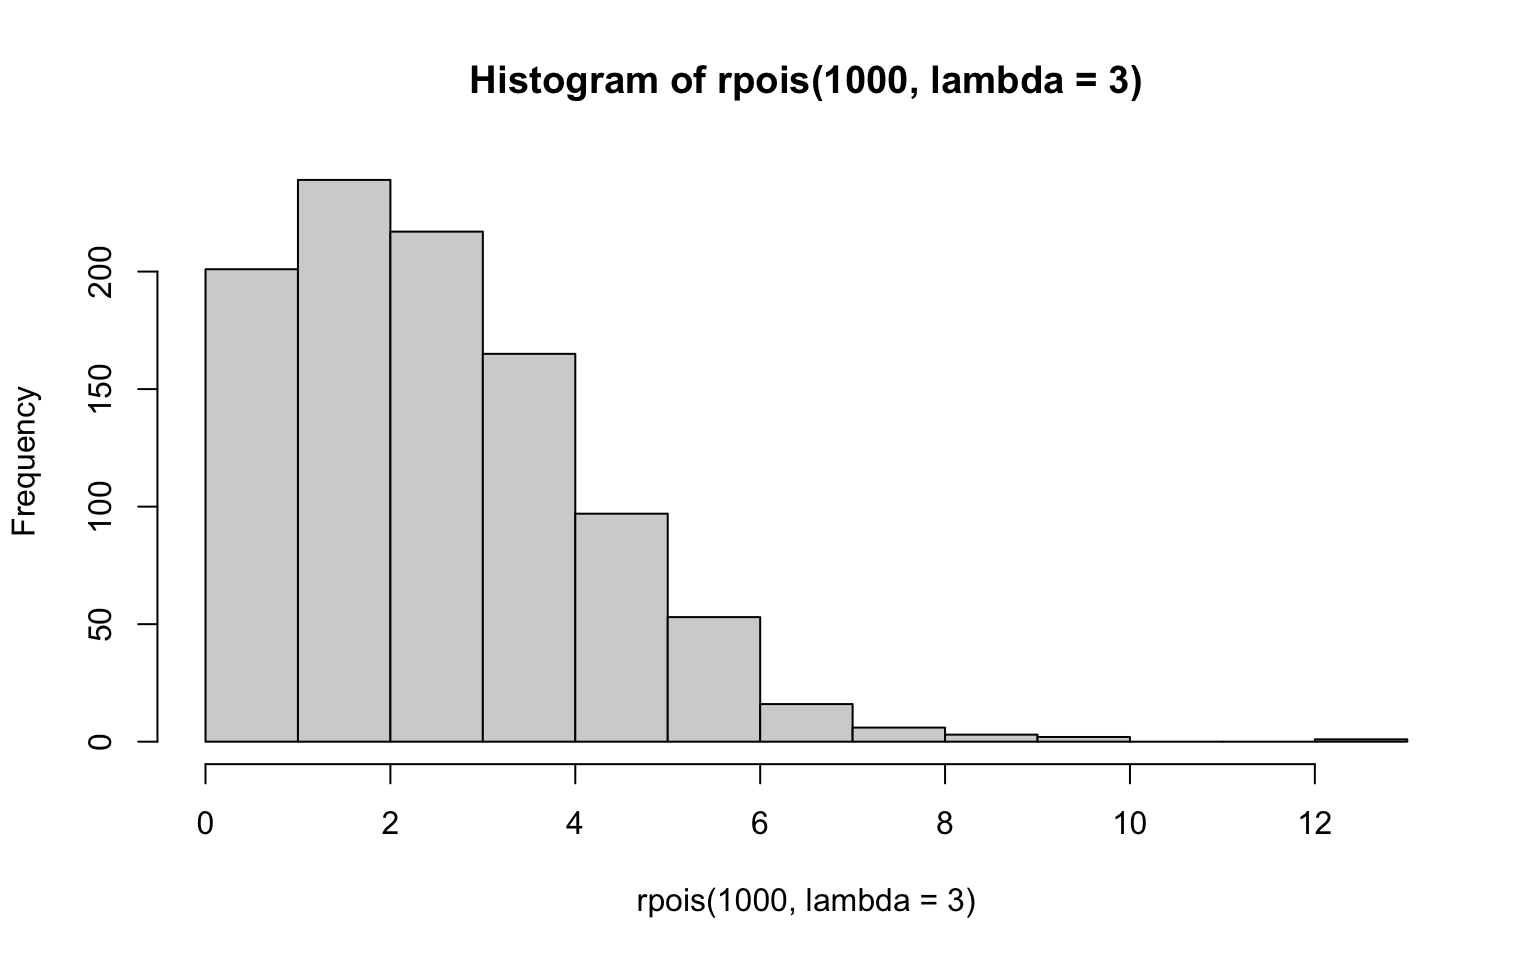 Histogram of rpois(1000, lambda = 3)
Frequency
200
150
100
50
0
0 2 4 6 8 10 12
rpois(1000, lambda = 3)